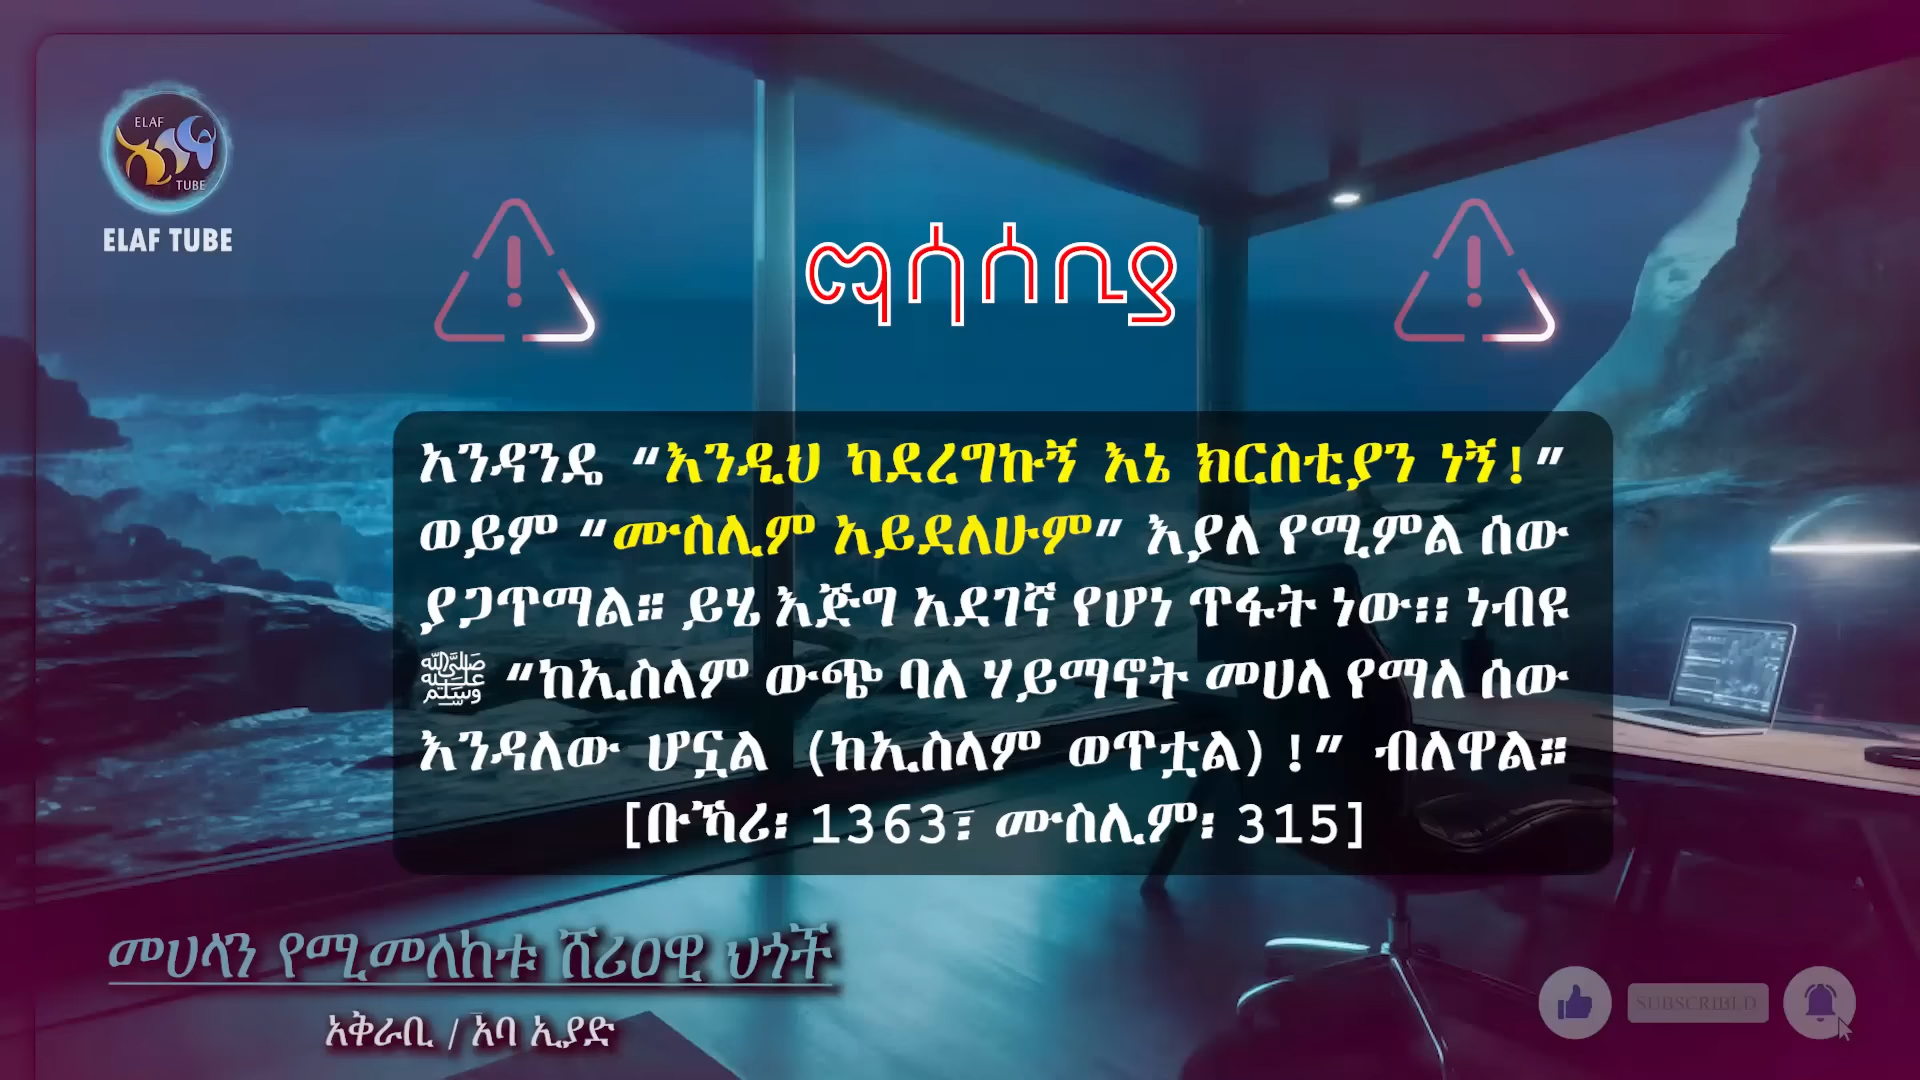 ELAF
TUBE
ELAF TUBE
ማሳሰቢያ
አንዳንዴ “እንዲህ ካደረግኩኝ እኔ ክርስቲያን ነኝ!”
ወይም “ሙስሊም አይደለሁም” እያለ የሚምል ሰው
ያጋጥማል። ይሄ እጅግ አደገኛ የሆነ ጥፋት ነው፡፡ ነብዩ
ﷺ “ከኢስላም ውጭ ባለ ሃይማኖት መሀላ የማለ ሰው
እንዳለው ሆኗል (ከኢስላም ወጥቷል)!” ብለዋል።
[ቡኻሪ፡ 1363፣ ሙስሊም፡ 315]
መሀላን የሚመለከቱ ሸሪዐዊ ህጎች
አቅራቢ / አባ ኢያድ
SUBSCRIBED